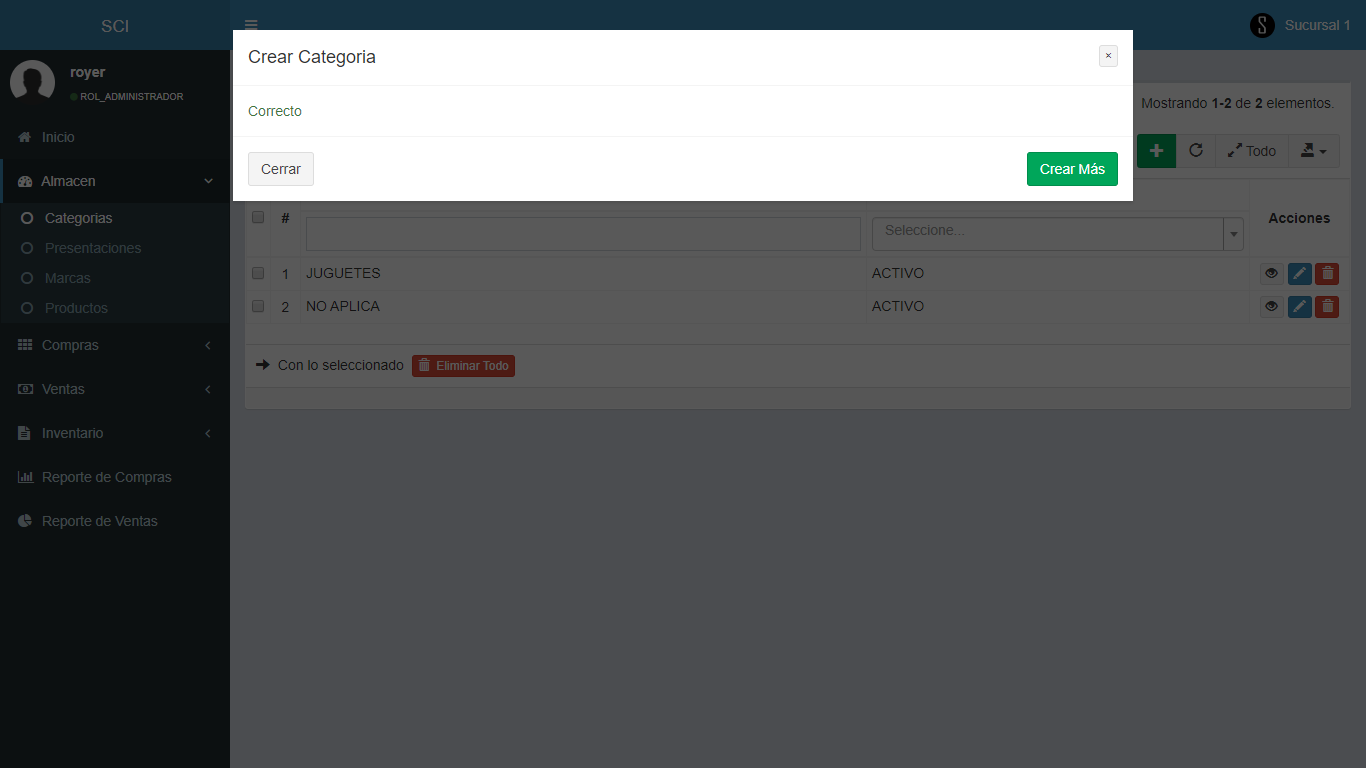 SCI
Sucursal 1
royer
ROL_ADMINISTRADOR
Inicio
Almacen
Categorias
Presentaciones
Marcas
Productos
Compras
Ventas
Inventario
Reporte de Compras
Reporte de Ventas
Crear Categoria
×
Correcto
Cerrar
Crear Más
Mostrando 1-2 de 2 elementos.
Todo
#
Seleccione...
Acciones
1 JUGUETES ACTIVO
2 NO APLICA ACTIVO
Con lo seleccionado Eliminar Todo